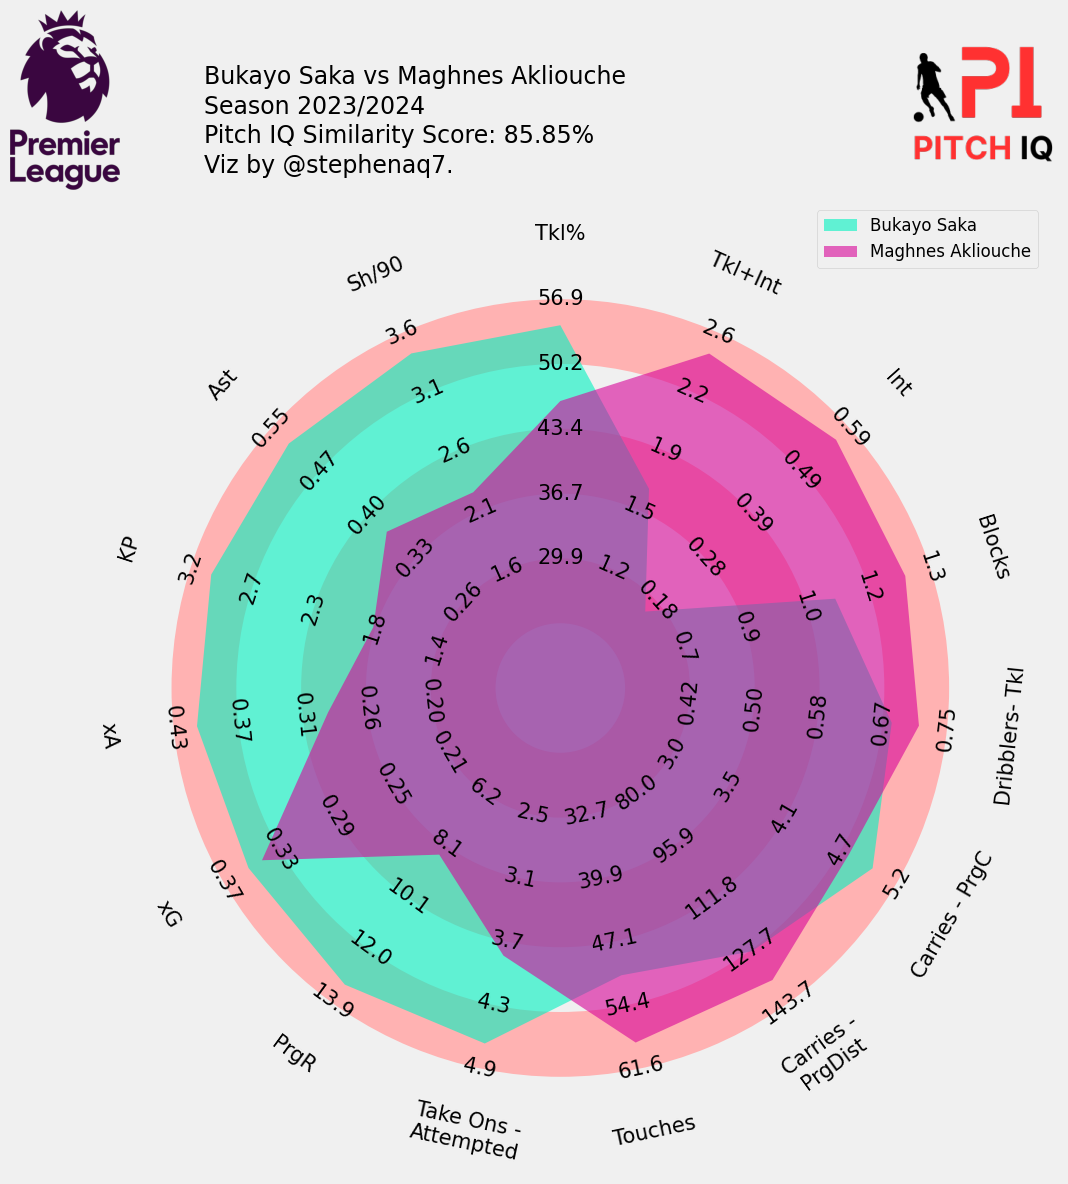 Premier
League
Bukayo Saka vs Maghnes Akliouche
Season 2023/2024
Pitch IQ Similarity Score: 85.85%
Viz by @stephenaq7.
PI
PITCH IQ
Bukayo Saka
Maghnes Akliouche
Tkl%
56.9
50.2
43.4
36.7
29.9
Tkl+Int
2.6
2.2
1.9
1.5
1.2
Int
0.59
0.49
0.39
0.28
0.18
Blocks
1.3
1.2
1.0
0.9
0.7
Dribblers- Tkl
0.75
0.67
0.58
0.50
0.42
Carries - PrgC
5.2
4.7
4.1
3.5
3.0
Carries -
PrgDist
143.7
127.7
111.8
95.9
80.0
Touches
61.6
54.4
47.1
39.9
32.7
Take Ons -
Attempted
4.9
4.3
3.7
3.1
2.5
PrgR
13.9
12.0
10.1
8.1
6.2
xG
0.37
0.33
0.29
0.25
0.21
xA
0.43
0.37
0.31
0.26
0.20
KP
3.2
2.7
2.3
1.8
1.4
Ast
0.55
0.47
0.40
0.33
0.26
Sh/90
3.6
3.1
2.6
2.1
1.6